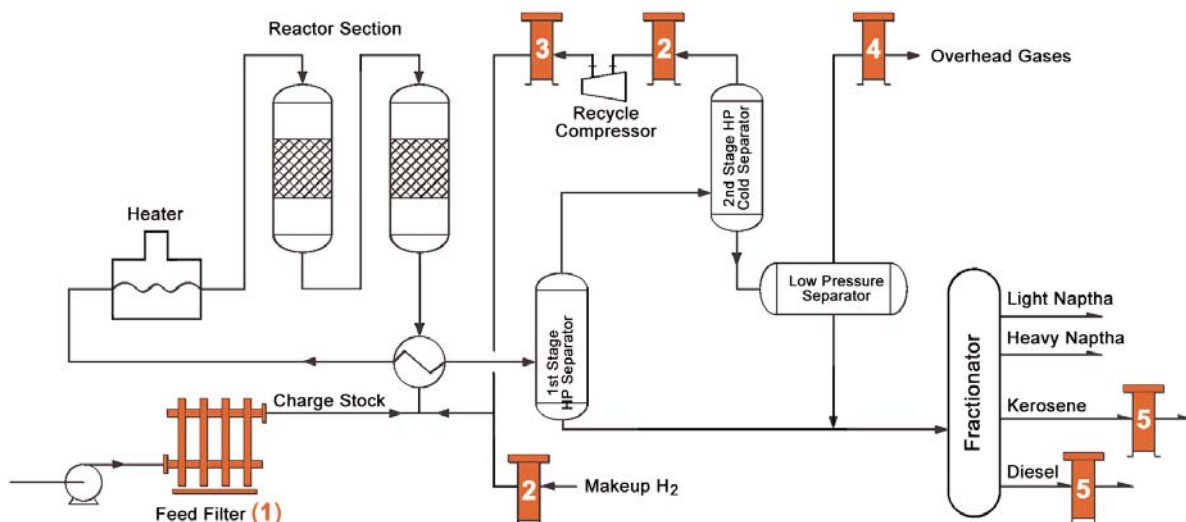 Reactor Section
3
2
4
Overhead Gases
Recycle
Compressor
2nd Stage HP
Cold Separator
Heater
Low Pressure
Separator
1st Stage
HP Separator
Light Naptha
Heavy Naptha
Charge Stock
Fractionator
Kerosene
5
Diesel
5
2
Makeup H2
Feed Filter (1)